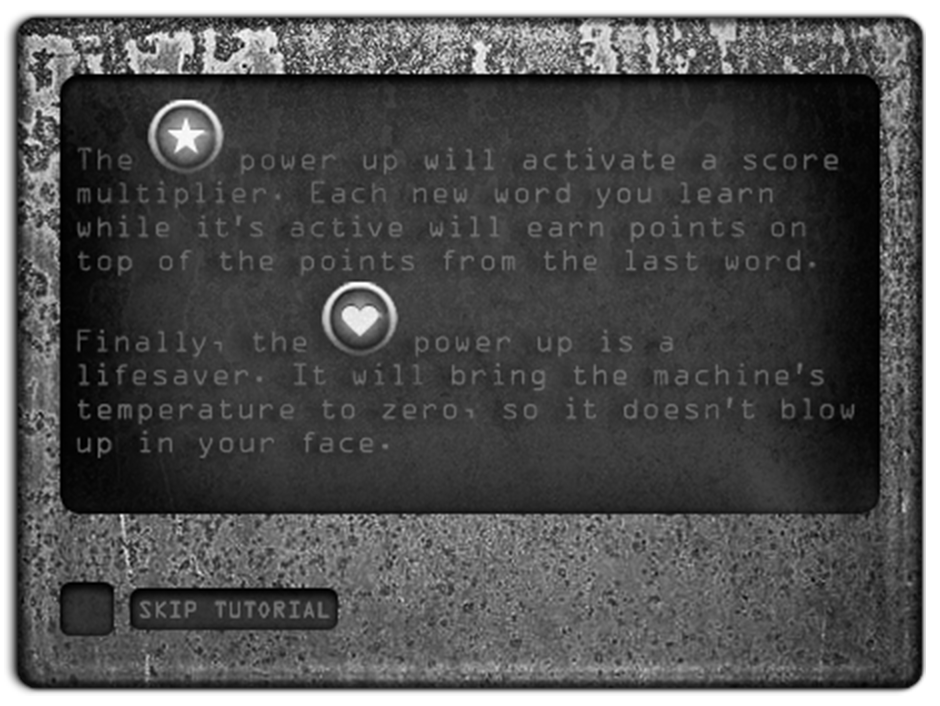 The power up will activate a score
multiplier. Each new word you learn
while it's active will earn points on
top of the points from the last word.
Finally, the power up is a
lifesaver. It will bring the machine's
temperature to zero, so it doesn't blow
up in your face.
SKIP TUTORIAL